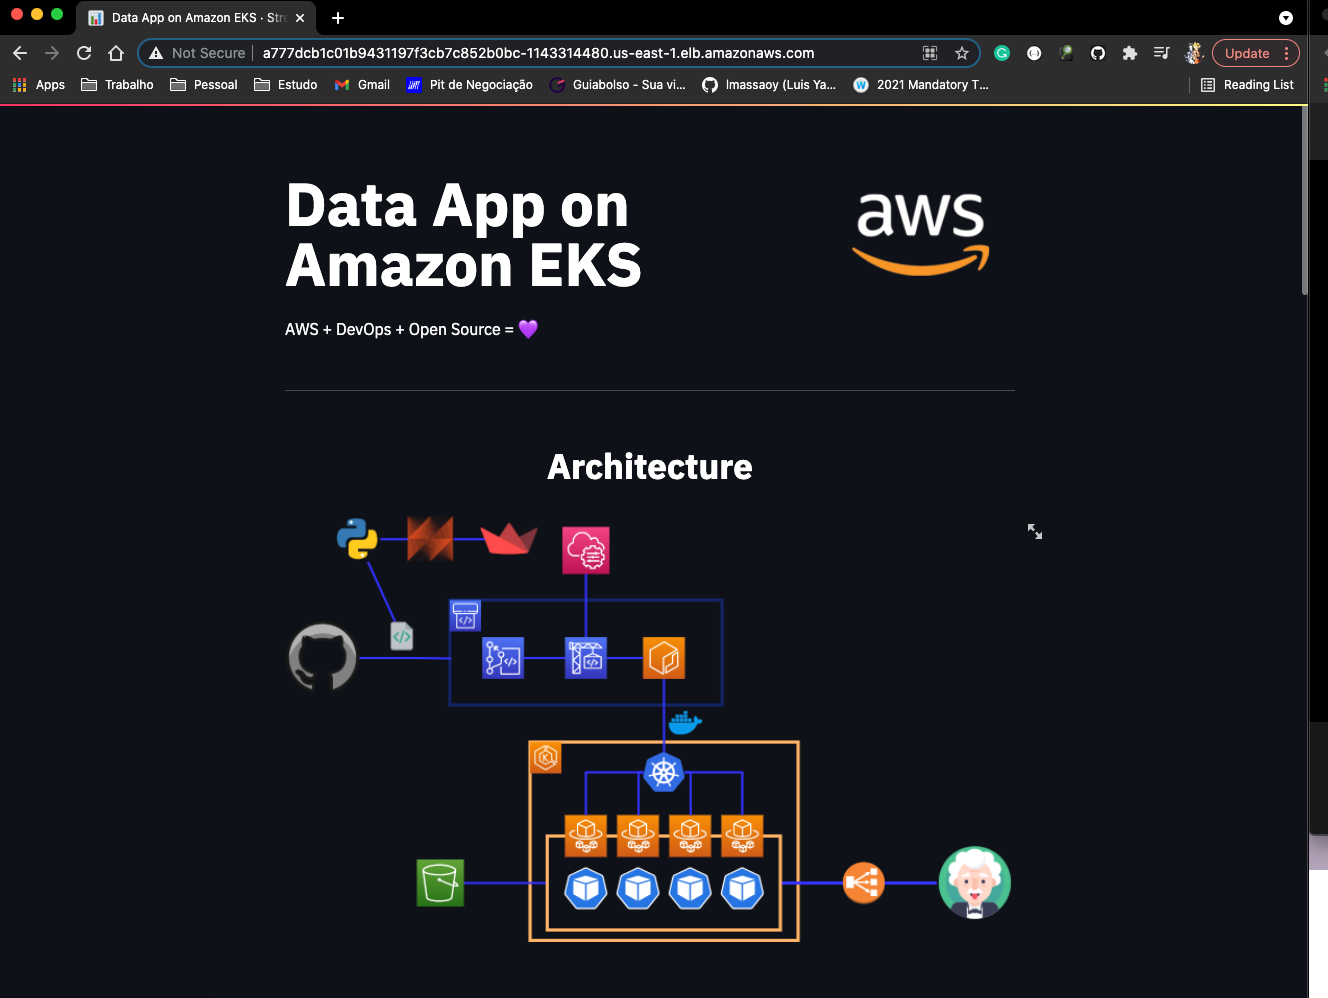 Data App on Amazon EKS · Stre
Not Secure
a777dcb1c01b9431197f3cb7c852b0bc-1143314480.us-east-1.elb.amazonaws.com
Update
Apps
Trabalho
Pessoal
Estudo
Gmail
Pit de Negociação
Guiabolso - Sua vi...
lmassaoy (Luis Ya...
2021 Mandatory T...
Reading List
Data App on
Amazon EKS
aws
AWS + DevOps + Open Source = 💜
Architecture